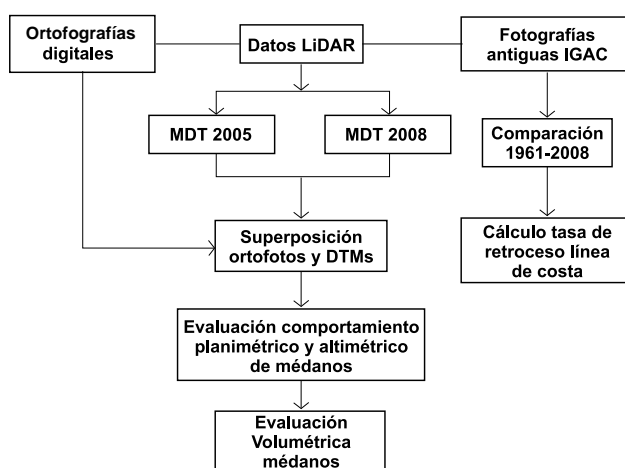 Ortofografías
digitales
Datos LiDAR
Fotografías
antiguas IGAC
MDT 2005
MDT 2008
Comparación
1961-2008
Superposición
ortofotos y DTMs
Cálculo tasa de
retroceso línea
de costa
Evaluación comportamiento
planimétrico y altimétrico
de médanos
Evaluación
Volumétrica
médanos